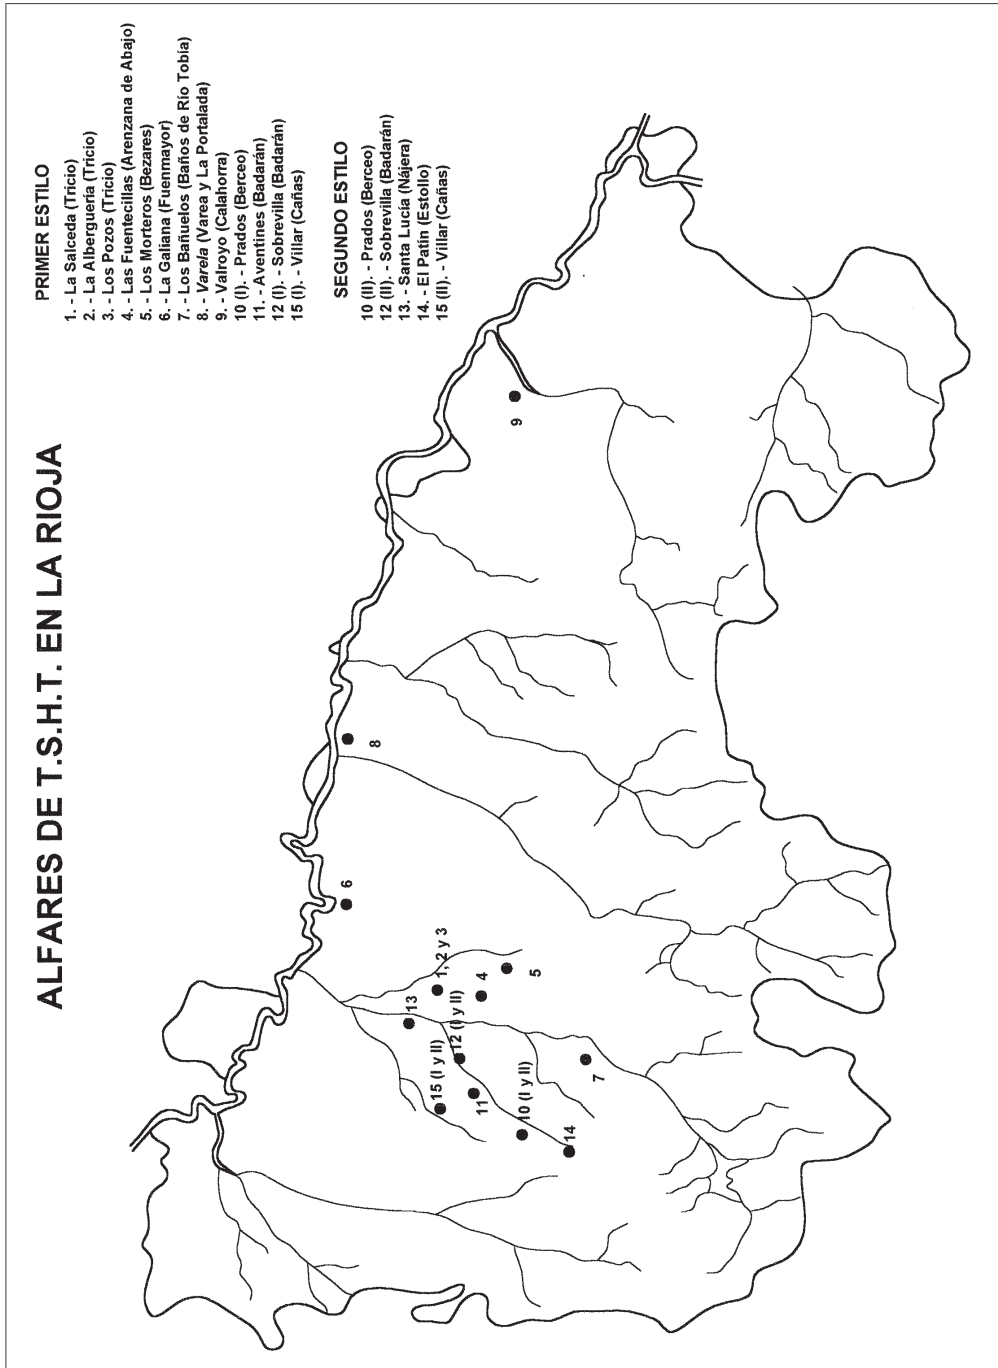 ALFARES DE T.S.H.T. EN LA RIOJA
PRIMER ESTILO
1. - La Salceda (Tricio)
2. - La Alberguería (Tricio)
3. - Los Pozos (Tricio)
4. - Las Fuentecillas (Arenzana de Abajo)
5. - Los Morteros (Bezares)
6. - La Galiana (Fuenmayor)
7. - Los Bañuelos (Baños de Río Tobía)
8. - Varela (Varea y La Portalada)
9. - Valroyo (Calahorra)
10 (I). - Prados (Berceo)
11. - Aventines (Badarán)
12 (I). - Sobrevilla (Badarán)
15 (I). - Villar (Cañas)
SEGUNDO ESTILO
10 (II). - Prados (Berceo)
12 (II). - Sobrevilla (Badarán)
13. - Santa Lucía (Nájera)
14. - El Patín (Estollo)
15 (II). - Villar (Cañas)
6
8
9
13
1, 2 y 3
15 (I y II)
12 (I y II)
4
5
11
10 (I y II)
7
14